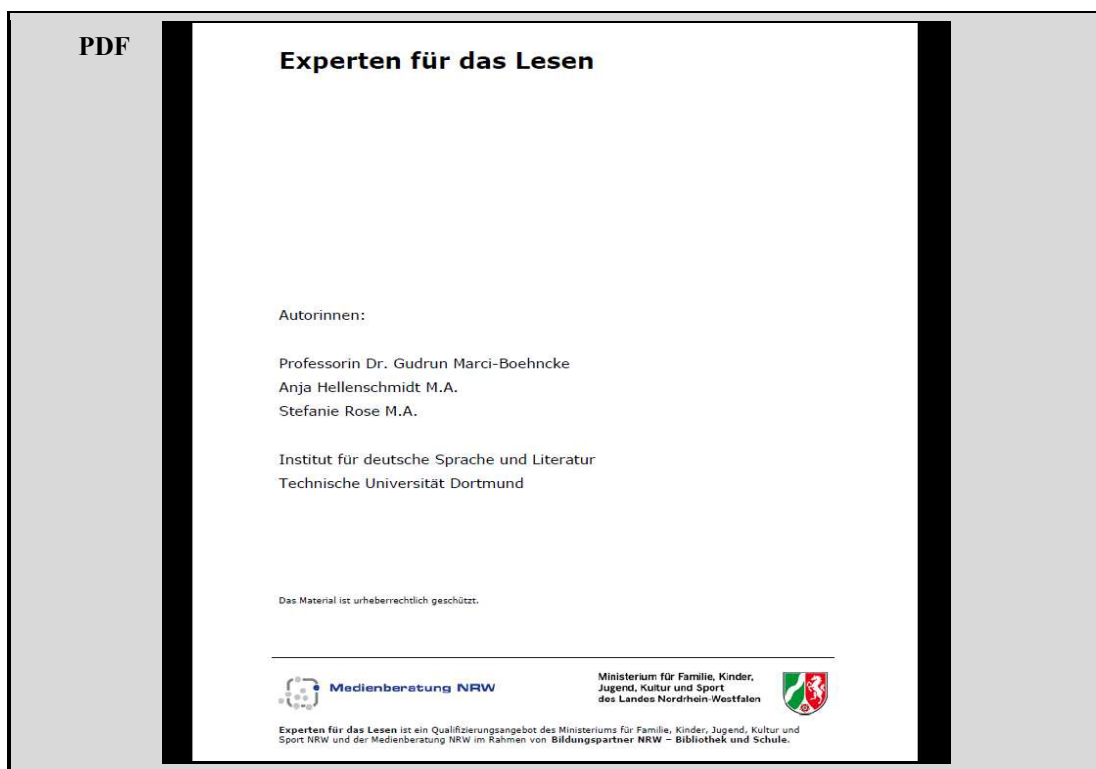 PDF
Experten für das Lesen
Autorinnen:
Professorin Dr. Gudrun Marci-Boehncke
Anja Hellenschmidt M.A.
Stefanie Rose M.A.
Institut für deutsche Sprache und Literatur
Technische Universität Dortmund
Das Material ist urheberrechtlich geschützt.
Medienberatung NRW
Ministerium für Familie, Kinder,
Jugend, Kultur und Sport
des Landes Nordrhein-Westfalen
Experten für das Lesen ist ein Qualifizierungsangebot des Ministeriums für Familie, Kinder, Jugend, Kultur und
Sport NRW und der Medienberatung NRW im Rahmen von Bildungspartner NRW – Bibliothek und Schule.